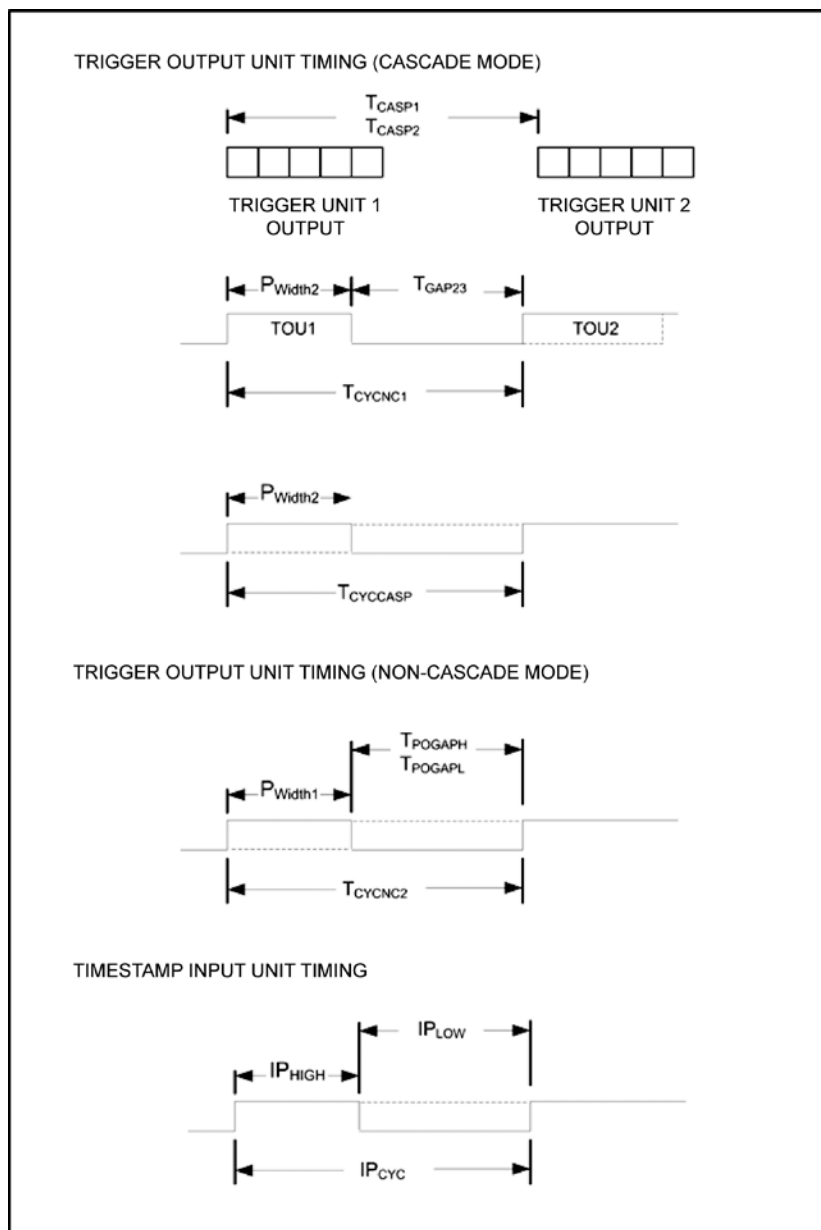 TRIGGER OUTPUT UNIT TIMING (CASCADE MODE)
TCASP1
TCASP2
TRIGGER UNIT 1
OUTPUT
TRIGGER UNIT 2
OUTPUT
PWidth2
TGAP23
TOU1
TOU2
TCYCNC1
PWidth2
TCYCCASP
TRIGGER OUTPUT UNIT TIMING (NON-CASCADE MODE)
TPOGAPH
TPOGAPL
PWidth1
TCYCNC2
TIMESTAMP INPUT UNIT TIMING
IPLOW
IPHIGH
IPCYC